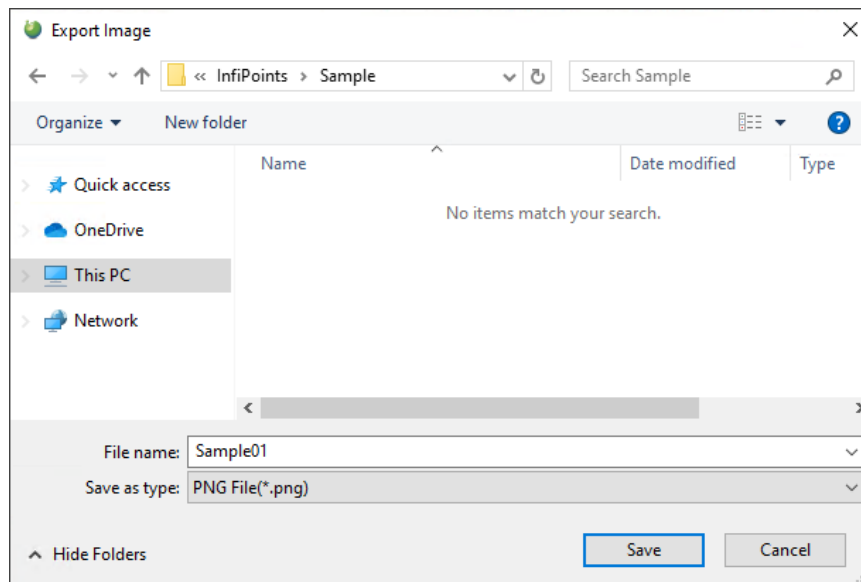 Export Image
« InfiPoints › Sample
Search Sample
Organize
New folder
Name
Date modified
Type
Quick access
No items match your search.
OneDrive
This PC
Network
File name: Sample01
Save as type: PNG File(*.png)
Hide Folders
Save
Cancel